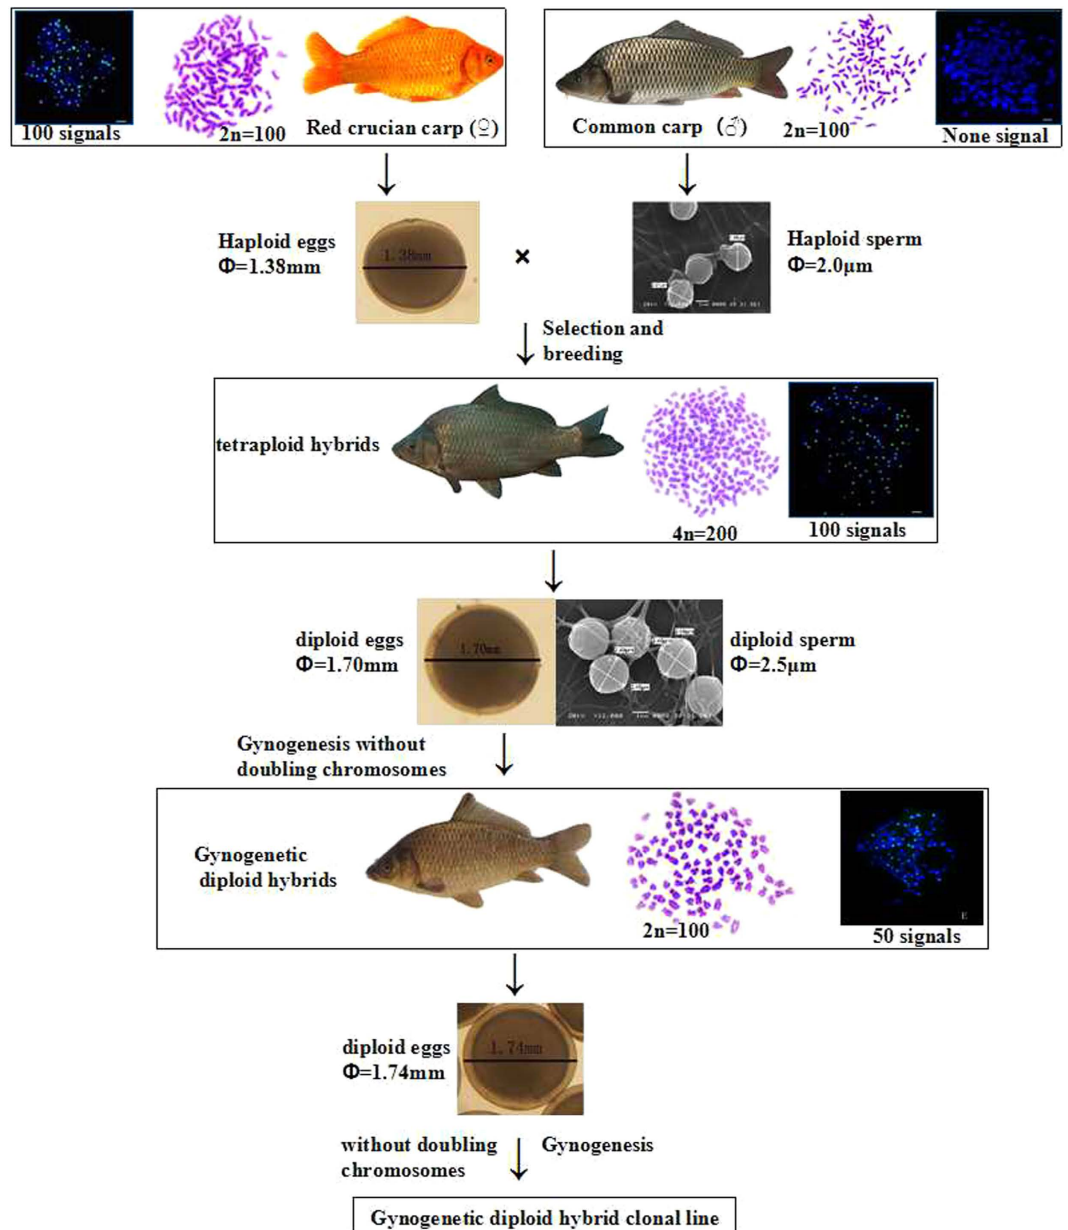 100 signals
2n=100
Red crucian carp (♀)
Common carp (♂)
2n=100
None signal
Haploid eggs
Φ=1.38mm
1.38mm
×
Haploid sperm
Φ=2.0μm
Selection and
breeding
tetraploid hybrids
4n=200
100 signals
diploid eggs
Φ=1.70mm
1.70mm
diploid sperm
Φ=2.5μm
Gynogenesis without
doubling chromosomes
Gynogenetic
diploid hybrids
2n=100
E
50 signals
diploid eggs
Φ=1.74mm
1.74mm
without doubling
chromosomes
Gynogenesis
Gynogenetic diploid hybrid clonal line